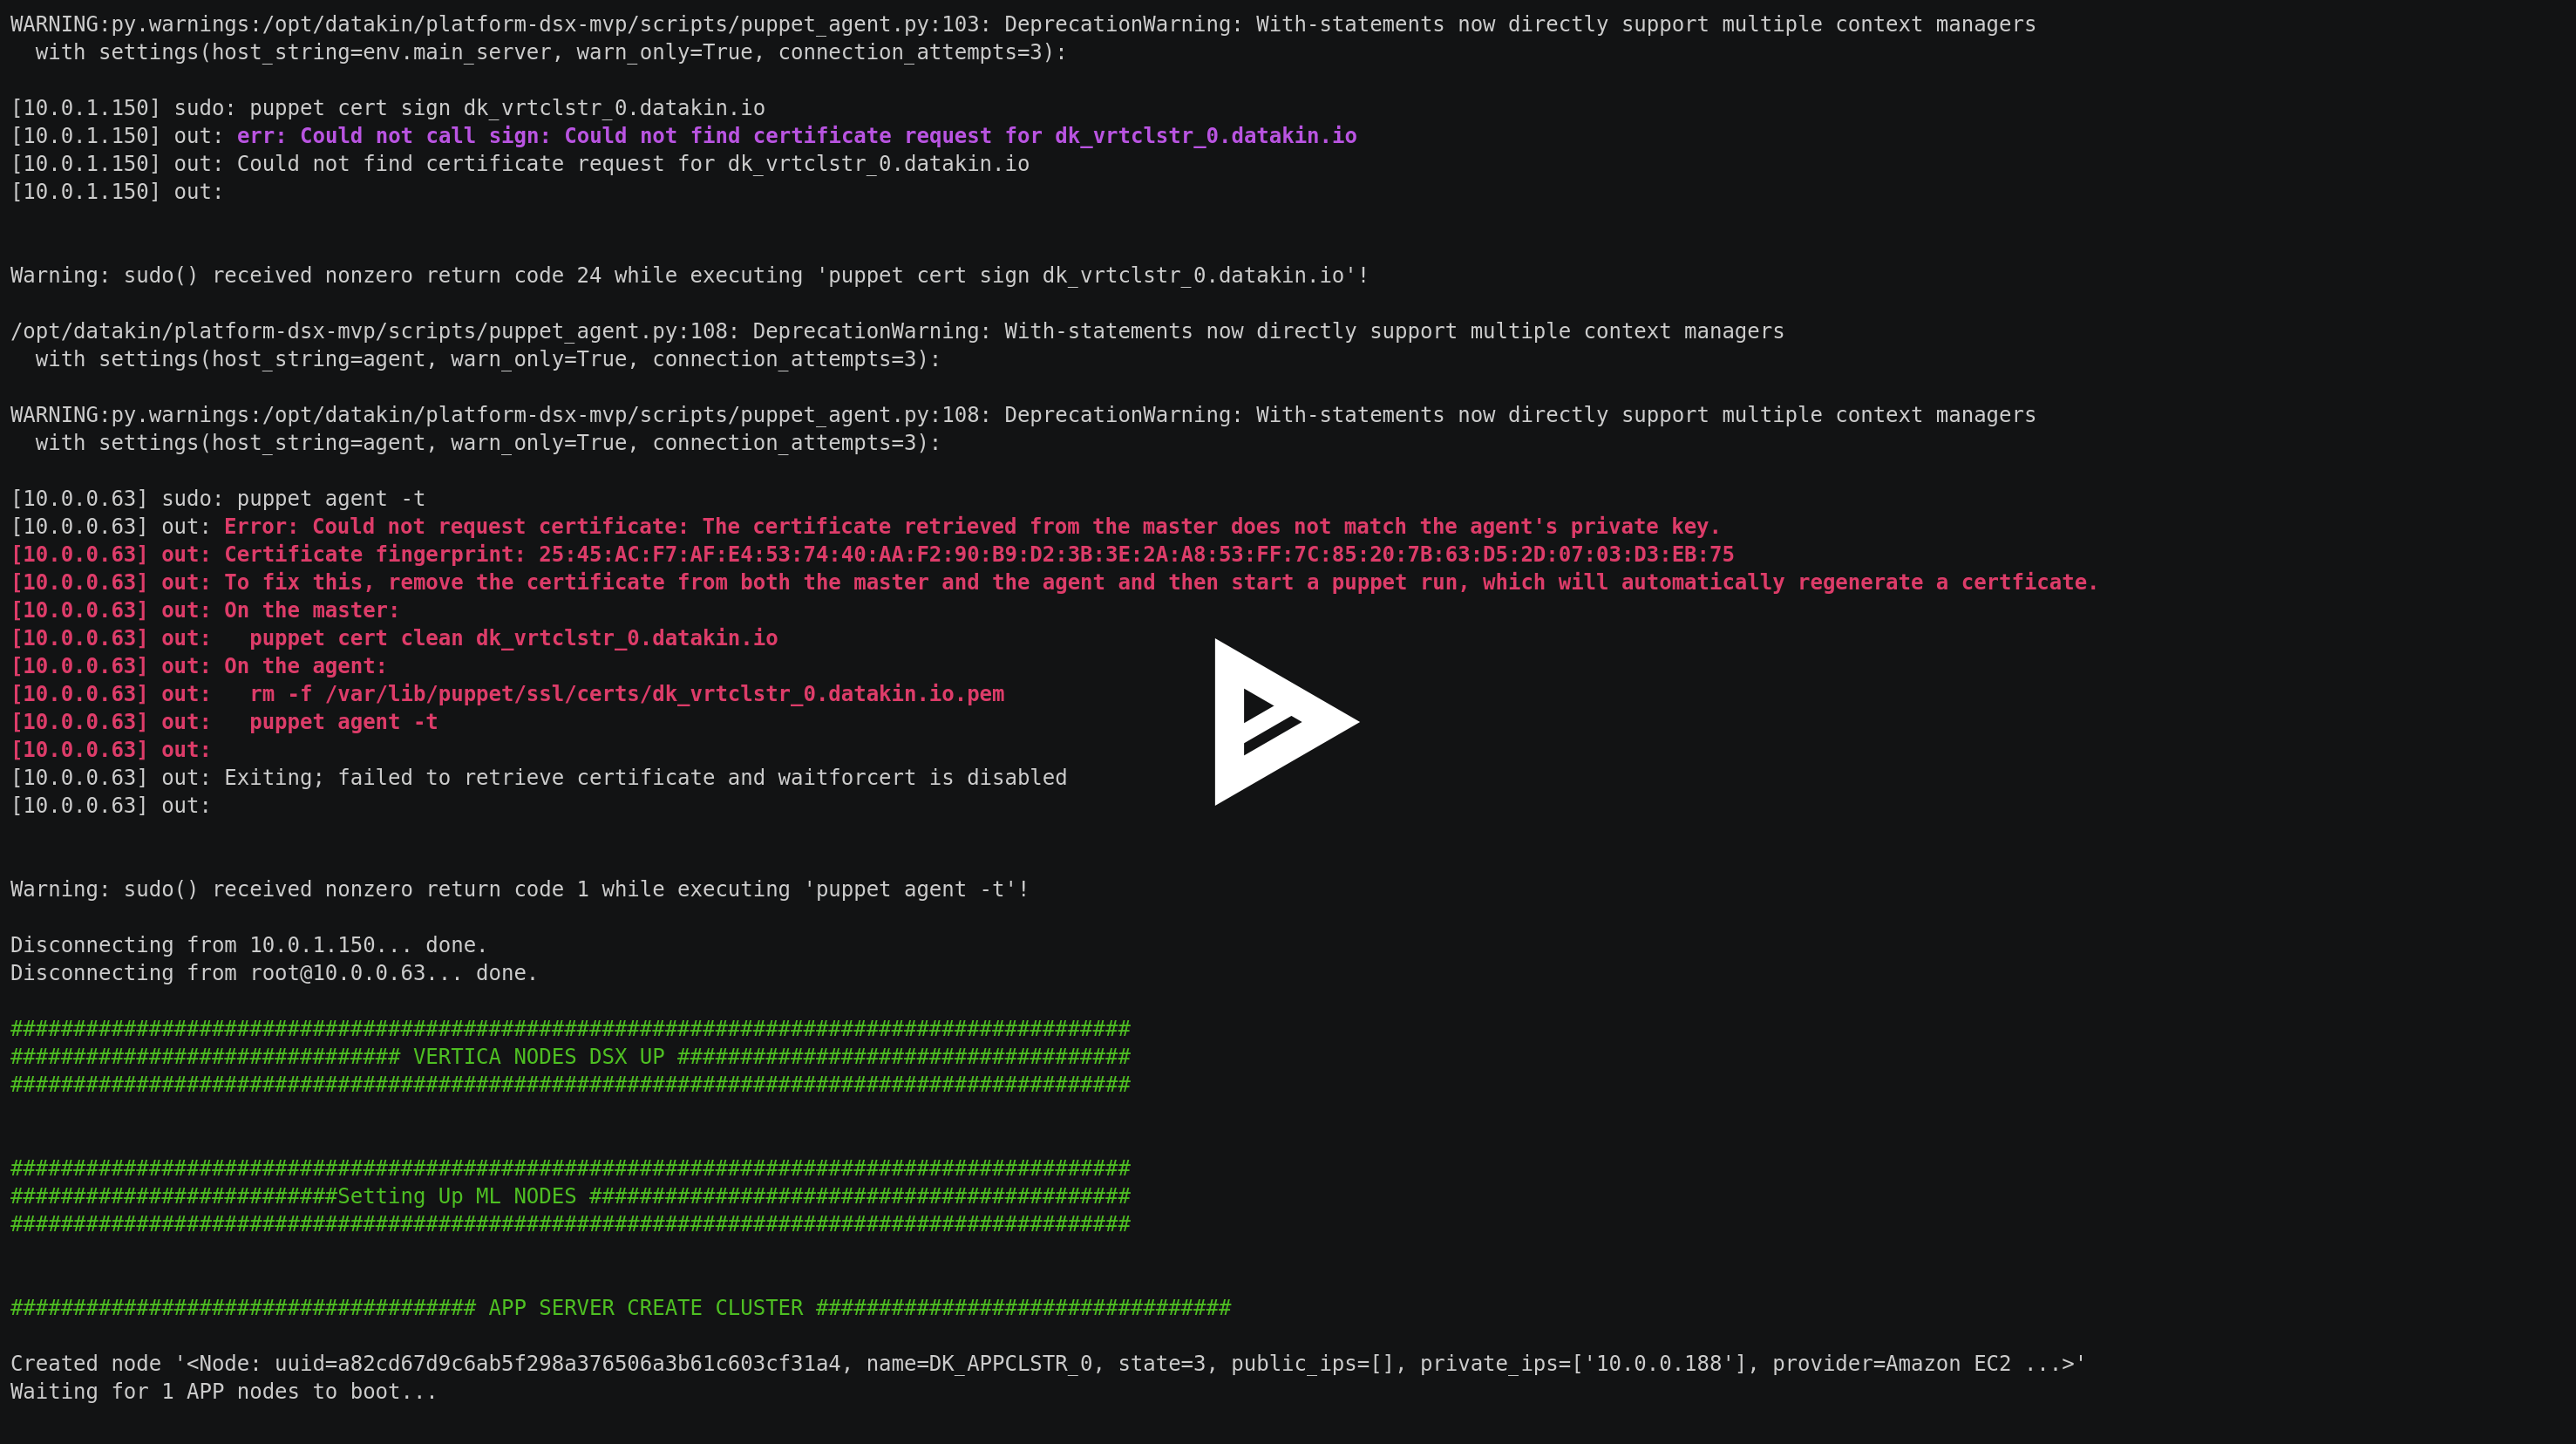 WARNING:py.warnings:/opt/datakin/platform-dsx-mvp/scripts/puppet_agent.py:103: DeprecationWarning: With-statements now directly support multiple context managers
  with settings(host_string=env.main_server, warn_only=True, connection_attempts=3):

[10.0.1.150] sudo: puppet cert sign dk_vrtclstr_0.datakin.io
[10.0.1.150] out: err: Could not call sign: Could not find certificate request for dk_vrtclstr_0.datakin.io
[10.0.1.150] out: Could not find certificate request for dk_vrtclstr_0.datakin.io
[10.0.1.150] out:

Warning: sudo() received nonzero return code 24 while executing 'puppet cert sign dk_vrtclstr_0.datakin.io'!

/opt/datakin/platform-dsx-mvp/scripts/puppet_agent.py:108: DeprecationWarning: With-statements now directly support multiple context managers
  with settings(host_string=agent, warn_only=True, connection_attempts=3):

WARNING:py.warnings:/opt/datakin/platform-dsx-mvp/scripts/puppet_agent.py:108: DeprecationWarning: With-statements now directly support multiple context managers
  with settings(host_string=agent, warn_only=True, connection_attempts=3):

[10.0.0.63] sudo: puppet agent -t
[10.0.0.63] out: Error: Could not request certificate: The certificate retrieved from the master does not match the agent's private key.
[10.0.0.63] out: Certificate fingerprint: 25:45:AC:F7:AF:E4:53:74:40:AA:F2:90:B9:D2:3B:3E:2A:A8:53:FF:7C:85:20:7B:63:D5:2D:07:03:D3:EB:75
[10.0.0.63] out: To fix this, remove the certificate from both the master and the agent and then start a puppet run, which will automatically regenerate a certficate.
[10.0.0.63] out: On the master:
[10.0.0.63] out:   puppet cert clean dk_vrtclstr_0.datakin.io
[10.0.0.63] out: On the agent:
[10.0.0.63] out:   rm -f /var/lib/puppet/ssl/certs/dk_vrtclstr_0.datakin.io.pem
[10.0.0.63] out:   puppet agent -t
[10.0.0.63] out:
[10.0.0.63] out: Exiting; failed to retrieve certificate and waitforcert is disabled
[10.0.0.63] out:

Warning: sudo() received nonzero return code 1 while executing 'puppet agent -t'!

Disconnecting from 10.0.1.150... done.
Disconnecting from root@10.0.0.63... done.

#########################################################################################
############################### VERTICA NODES DSX UP ####################################
#########################################################################################

#########################################################################################
##########################Setting Up ML NODES ###########################################
#########################################################################################

##################################### APP SERVER CREATE CLUSTER #################################

Created node '<Node: uuid=a82cd67d9c6ab5f298a376506a3b61c603cf31a4, name=DK_APPCLSTR_0, state=3, public_ips=[], private_ips=['10.0.0.188'], provider=Amazon EC2 ...>'
Waiting for 1 APP nodes to boot...